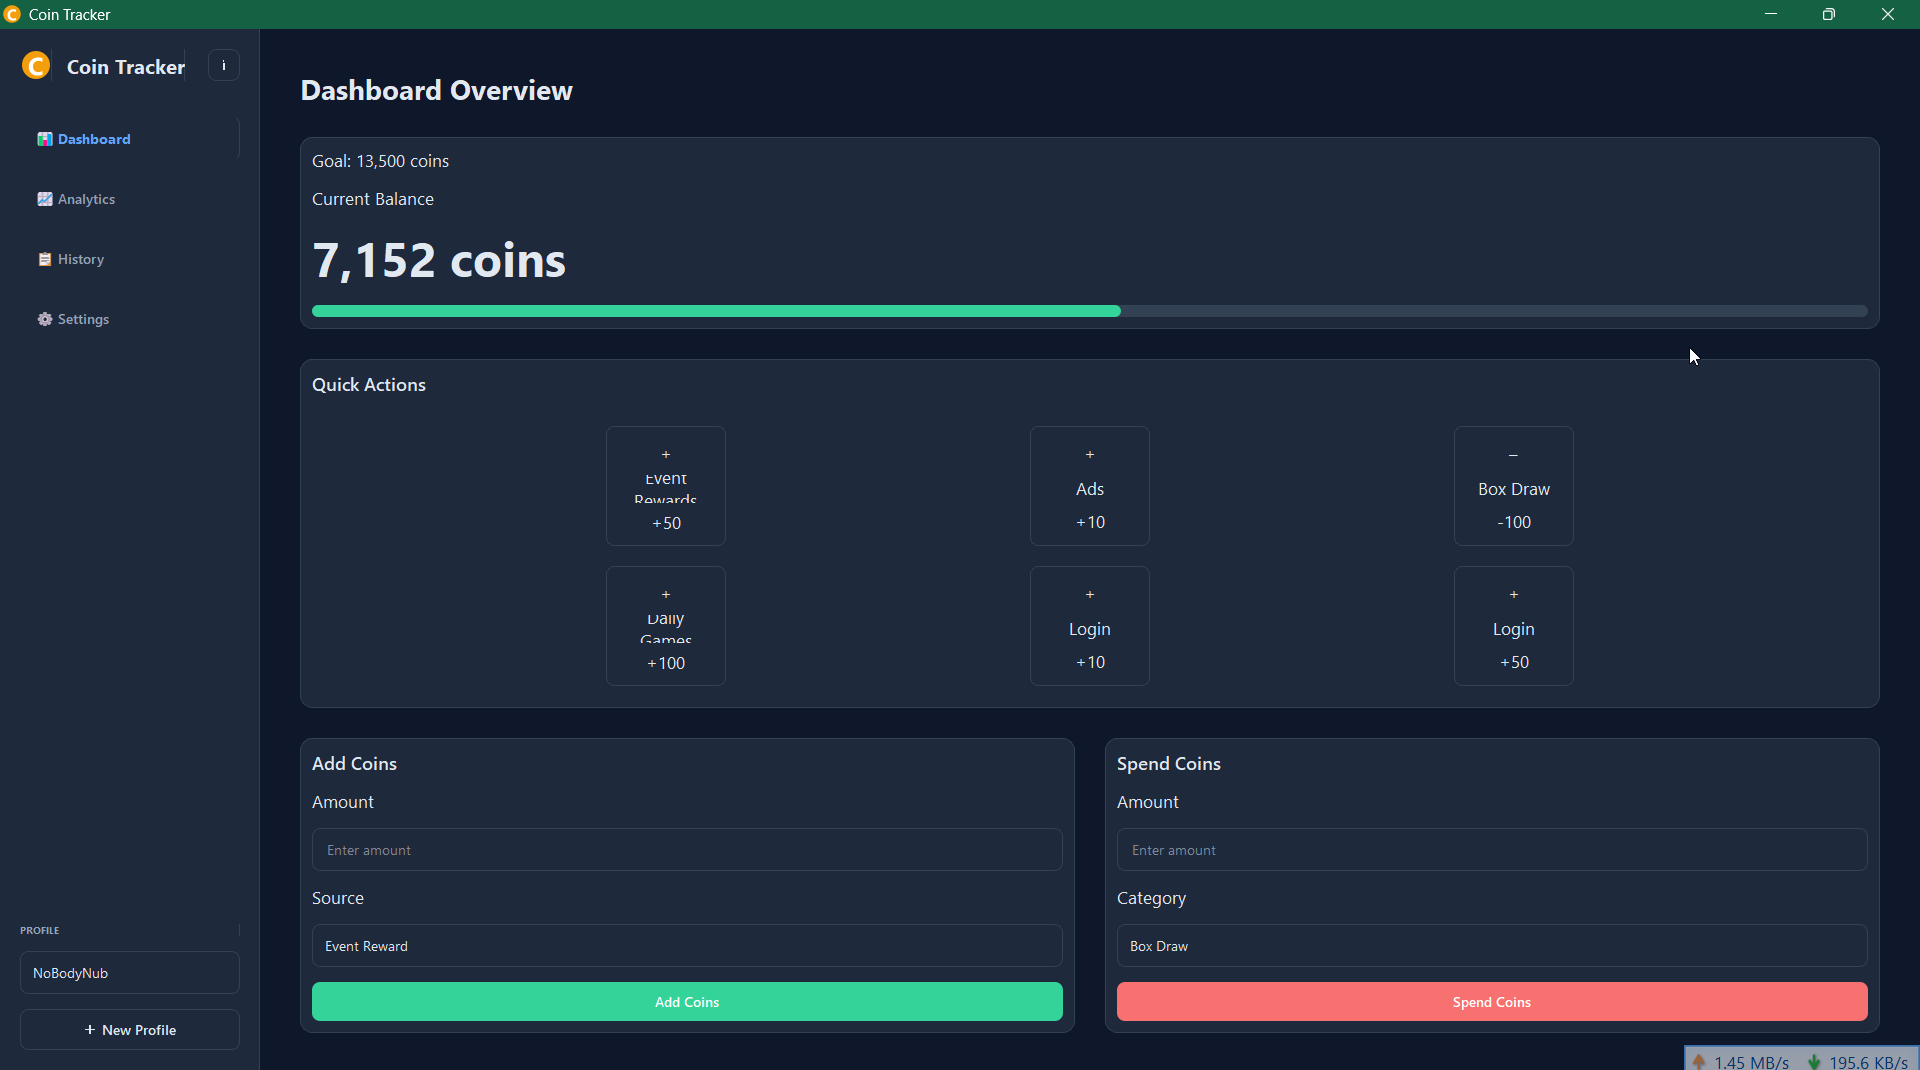 Coin Tracker
C Coin Tracker i
Dashboard
Analytics
History
Settings
PROFILE
NoBodyNub
+ New Profile
Dashboard Overview
Goal: 13,500 coins
Current Balance
7,152 coins
Quick Actions
+
Event
Rewards
+50
+
Ads
+10
–
Box Draw
-100
+
Daily
Games
+100
+
Login
+10
+
Login
+50
Add Coins
Amount
Enter amount
Source
Event Reward
Add Coins
Spend Coins
Amount
Enter amount
Category
Box Draw
Spend Coins
1.45 MB/s 195.6 KB/s